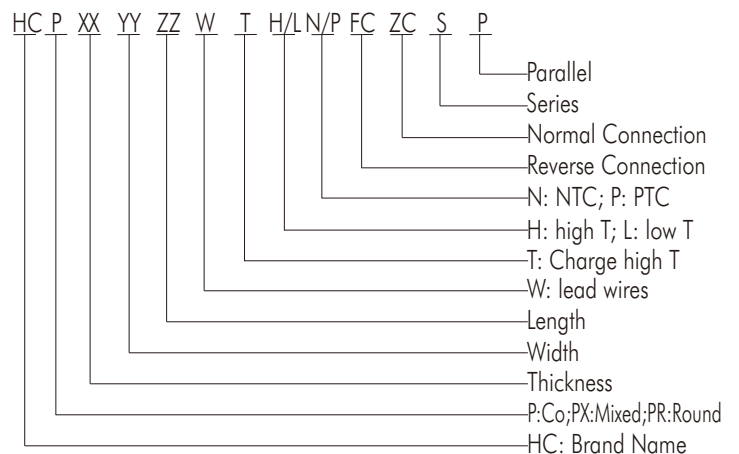 HC P XX YY ZZ W T H/L N/P FC ZC S P
Parallel
Series
Normal Connection
Reverse Connection
N: NTC; P: PTC
H: high T; L: low T
T: Charge high T
W: lead wires
Length
Width
Thickness
P:Co;PX:Mixed;PR:Round
HC: Brand Name